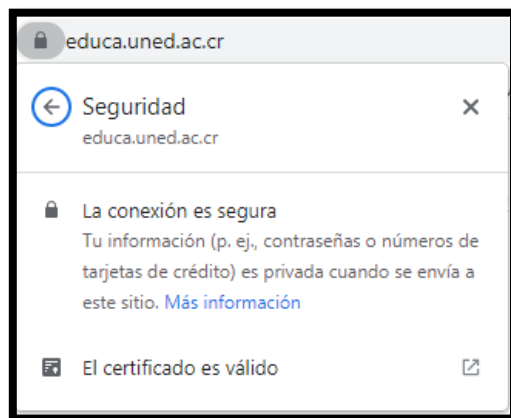 educa.uned.ac.cr
Seguridad
educa.uned.ac.cr
La conexión es segura
Tu información (p. ej., contraseñas o números de
tarjetas de crédito) es privada cuando se envía a
este sitio. Más información
El certificado es válido